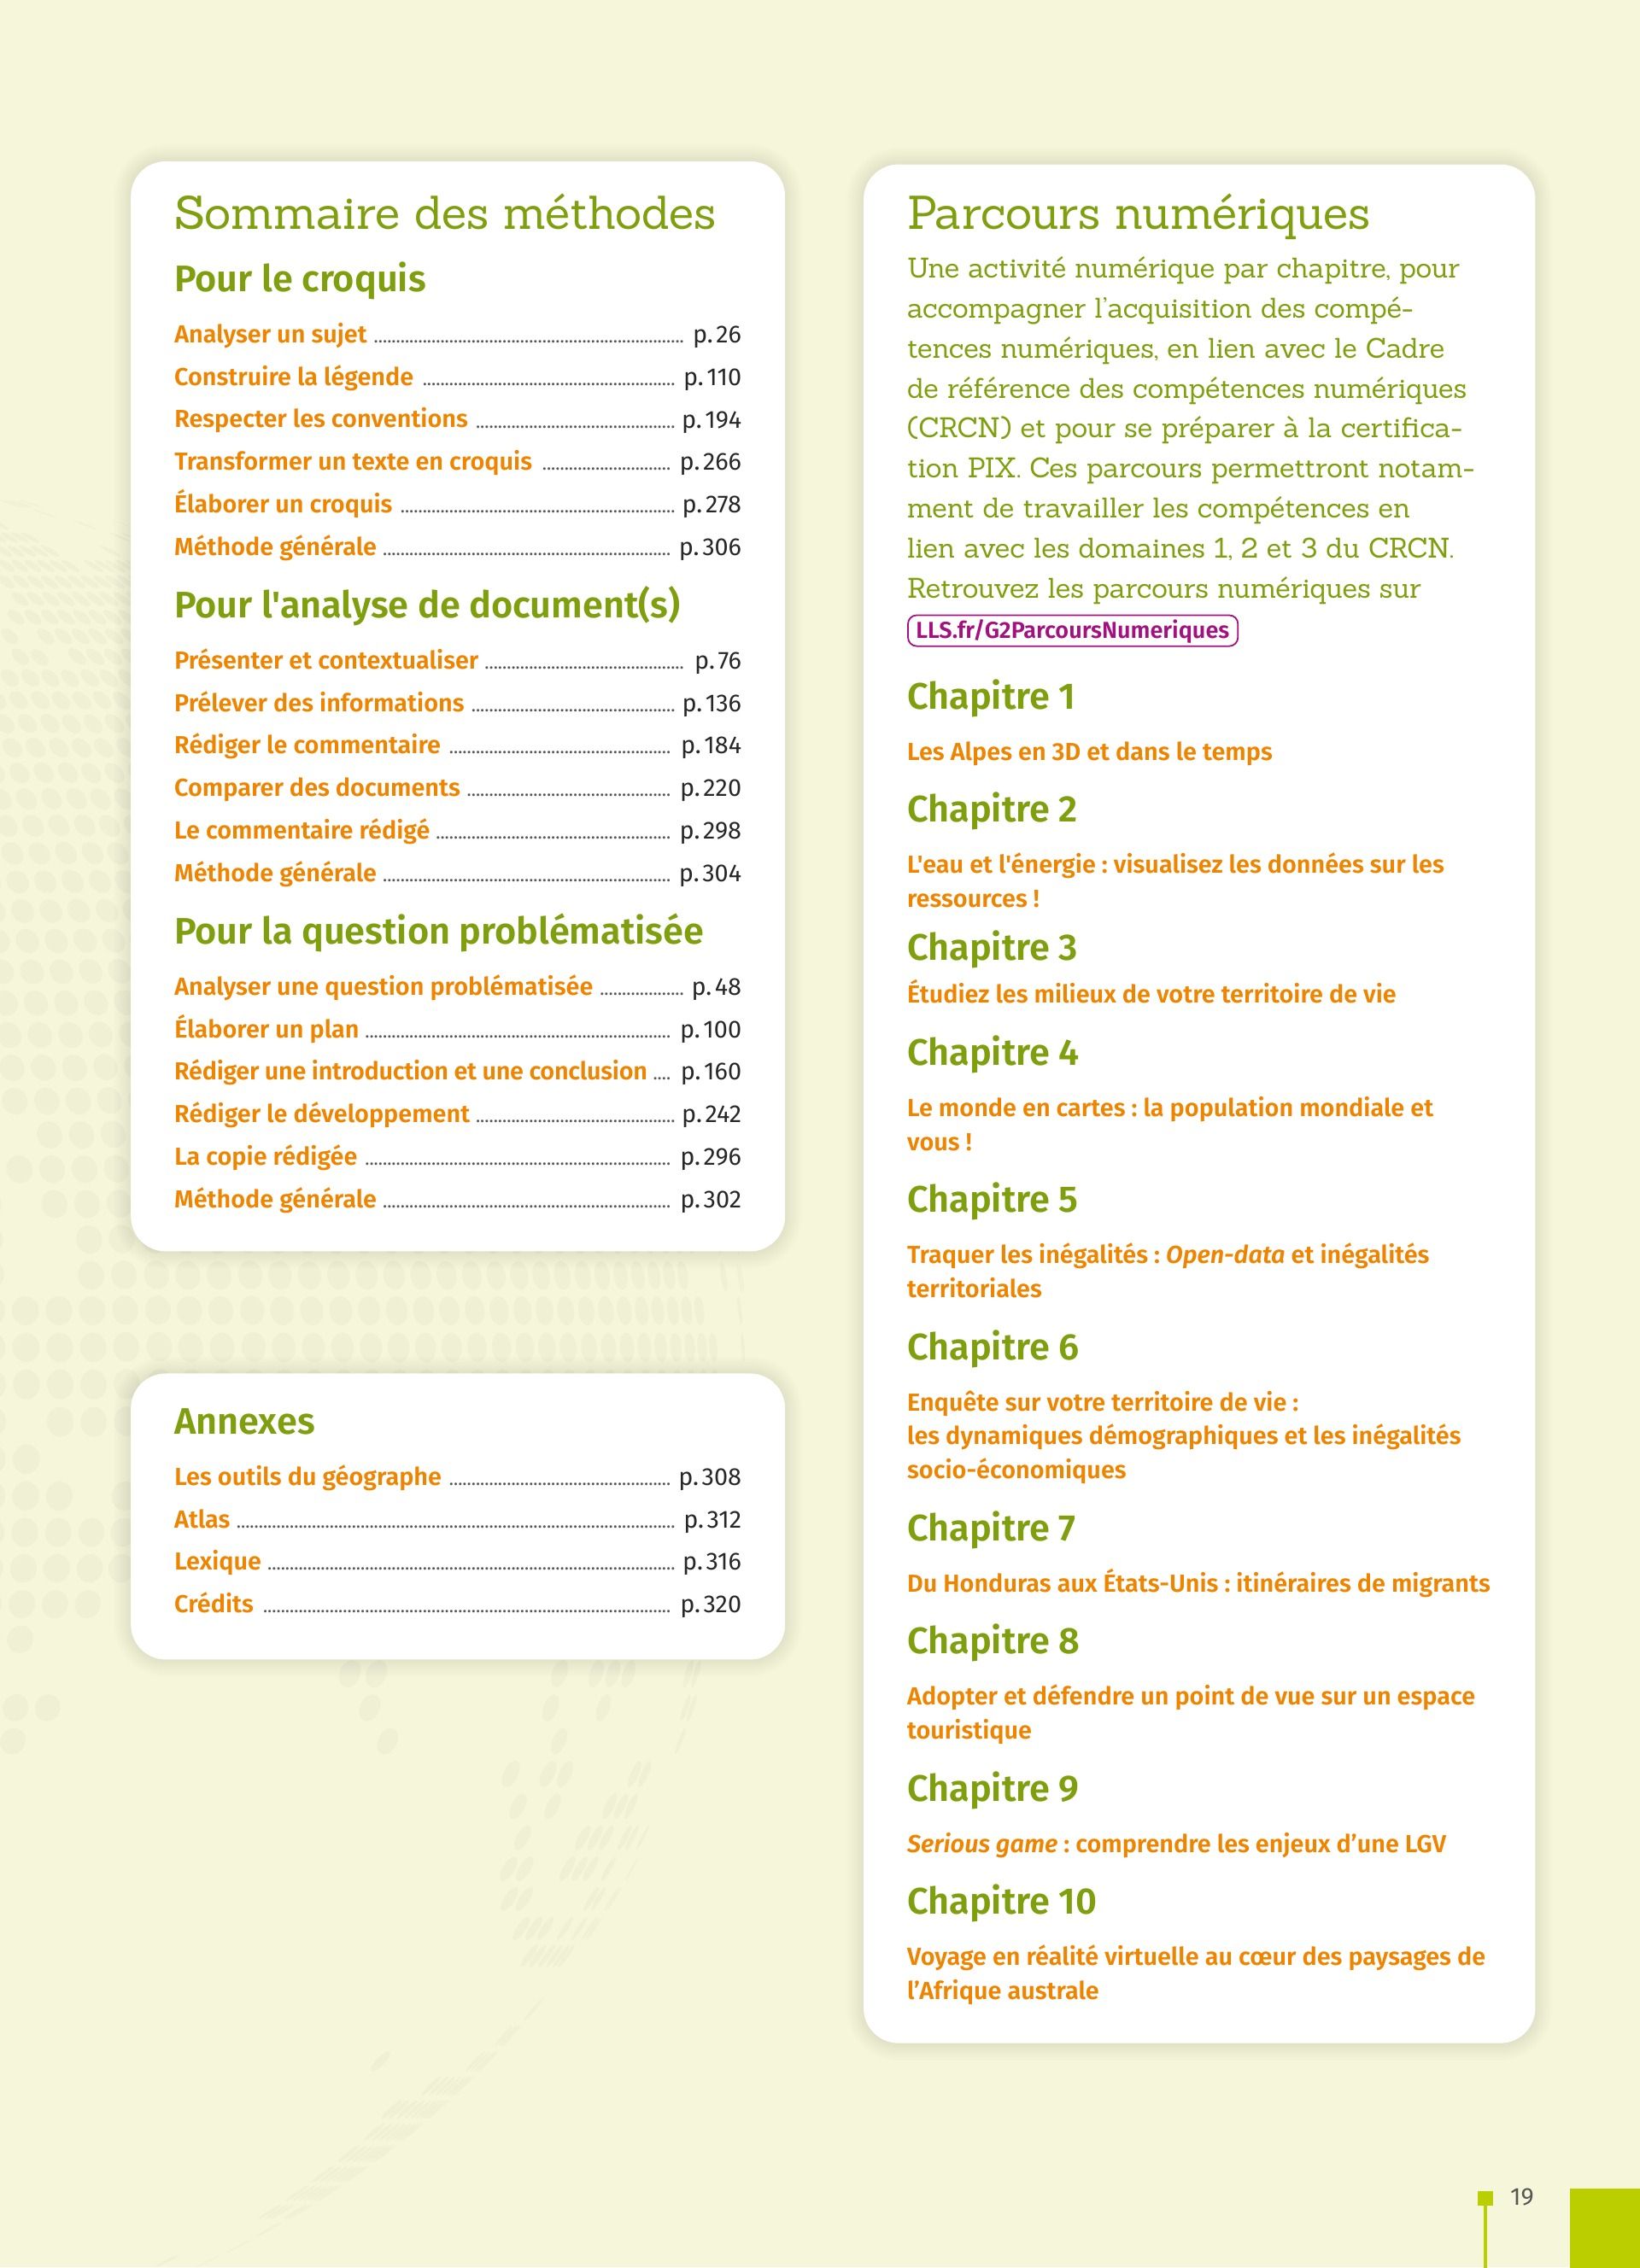 Sommaire des méthodes
Pour le croquis
Analyser un sujet ........ p. 26
Construire la légende ........ p. 110
Respecter les conventions ........ p. 194
Transformer un texte en croquis ........ p. 266
Élaborer un croquis ........ p. 278
Méthode générale ........ p. 306
Pour l'analyse de document(s)
Présenter et contextualiser ........ p. 76
Prélever des informations ........ p. 136
Rédiger le commentaire ........ p. 184
Comparer des documents ........ p. 220
Le commentaire rédigé ........ p. 298
Méthode générale ........ p. 304
Pour la question problématisée
Analyser une question problématisée ........ p. 48
Élaborer un plan ........ p. 100
Rédiger une introduction et une conclusion .... p. 160
Rédiger le développement ........ p. 242
La copie rédigée ........ p. 296
Méthode générale ........ p. 302
Annexes
Les outils du géographe ........ p. 308
Atlas ........ p. 312
Lexique ........ p. 316
Crédits ........ p. 320
Parcours numériques
Une activité numérique par chapitre, pour
accompagner l’acquisition des compé-
tences numériques, en lien avec le Cadre
de référence des compétences numériques
(CRCN) et pour se préparer à la certifica-
tion PIX. Ces parcours permettront notam-
ment de travailler les compétences en
lien avec les domaines 1, 2 et 3 du CRCN.
Retrouvez les parcours numériques sur
LLS.fr/G2ParcoursNumeriques
Chapitre 1
Les Alpes en 3D et dans le temps
Chapitre 2
L'eau et l'énergie : visualisez les données sur les
ressources !
Chapitre 3
Étudiez les milieux de votre territoire de vie
Chapitre 4
Le monde en cartes : la population mondiale et
vous !
Chapitre 5
Traquer les inégalités : Open-data et inégalités
territoriales
Chapitre 6
Enquête sur votre territoire de vie :
les dynamiques démographiques et les inégalités
socio-économiques
Chapitre 7
Du Honduras aux États-Unis : itinéraires de migrants
Chapitre 8
Adopter et défendre un point de vue sur un espace
touristique
Chapitre 9
Serious game : comprendre les enjeux d’une LGV
Chapitre 10
Voyage en réalité virtuelle au cœur des paysages de
l’Afrique australe
19